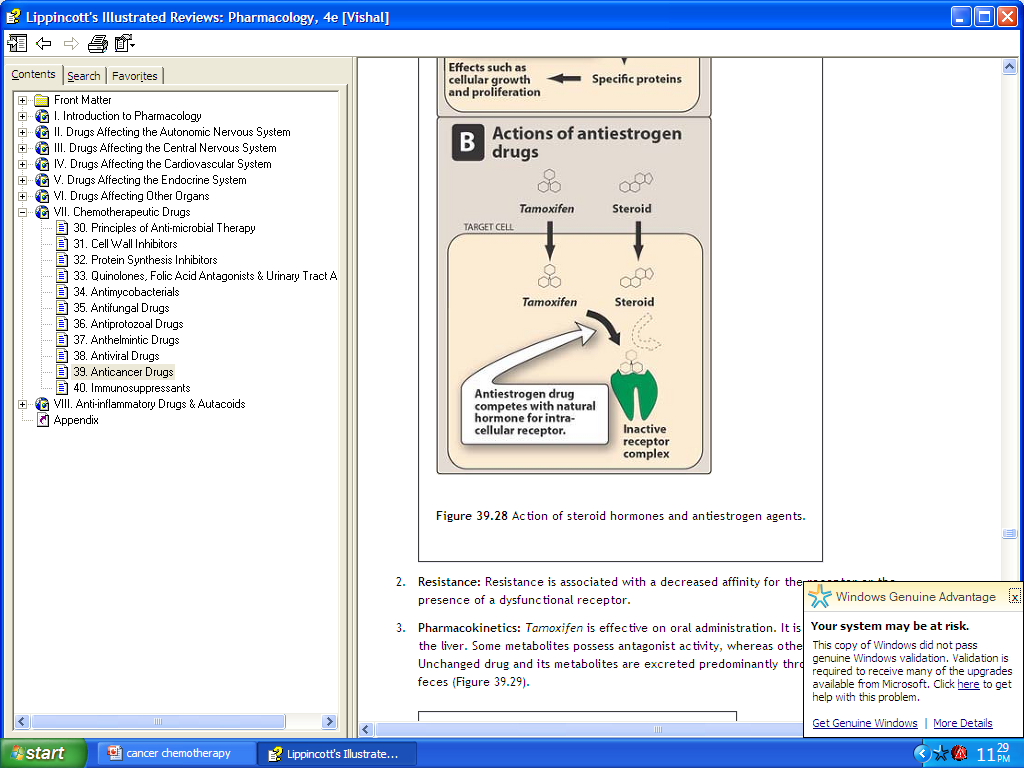 Lippincott's Illustrated Reviews: Pharmacology, 4e [Vishal]
Contents
Search
Favorites
Front Matter
I. Introduction to Pharmacology
II. Drugs Affecting the Autonomic Nervous System
III. Drugs Affecting the Central Nervous System
IV. Drugs Affecting the Cardiovascular System
V. Drugs Affecting the Endocrine System
VI. Drugs Affecting Other Organs
VII. Chemotherapeutic Drugs
30. Principles of Anti-microbial Therapy
31. Cell Wall Inhibitors
32. Protein Synthesis Inhibitors
33. Quinolones, Folic Acid Antagonists & Urinary Tract A
34. Antimycobacterials
35. Antifungal Drugs
36. Antiprotozoal Drugs
37. Anthelmintic Drugs
38. Antiviral Drugs
39. Anticancer Drugs
40. Immunosuppressants
VIII. Anti-inflammatory Drugs & Autacoids
Appendix
Effects such as
cellular growth
and proliferation
Specific proteins
B
Actions of antiestrogen
drugs
Tamoxifen
Steroid
TARGET CELL
Tamoxifen
Steroid
Antiestrogen drug
competes with natural
hormone for intra-
cellular receptor.
Inactive
receptor
complex
Figure 39.28 Action of steroid hormones and antiestrogen agents.
2. Resistance: Resistance is associated with a decreased affinity for the receptor or the
presence of a dysfunctional receptor.
3. Pharmacokinetics: Tamoxifen is effective on oral administration. It is
the liver. Some metabolites possess antagonist activity, whereas othe
Unchanged drug and its metabolites are excreted predominantly thro
feces (Figure 39.29).
Windows Genuine Advantage
x
Your system may be at risk.
This copy of Windows did not pass
genuine Windows validation. Validation is
required to receive many of the upgrades
available from Microsoft. Click here to get
help with this problem.
Get Genuine Windows | More Details
start
cancer chemotherapy
Lippincott's Illustrate...
11:29 PM